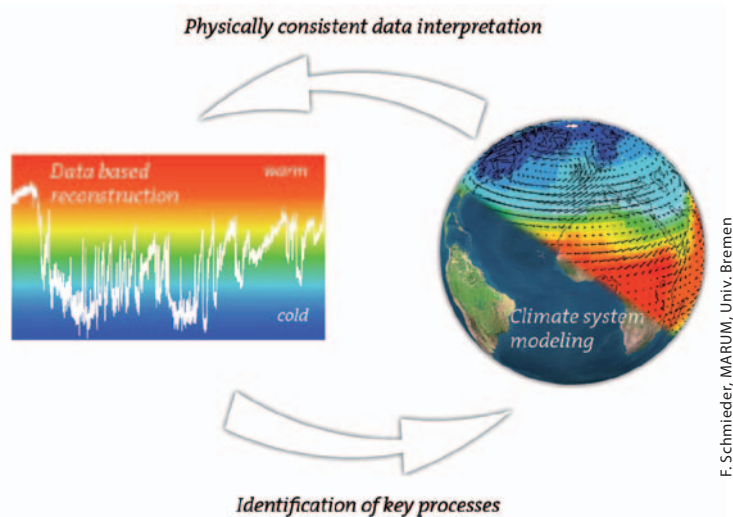 Physically consistent data interpretation
Data based
reconstruction
warm
cold
Climate system
modeling
Identification of key processes
F. Schmieder, MARUM, Univ. Bremen